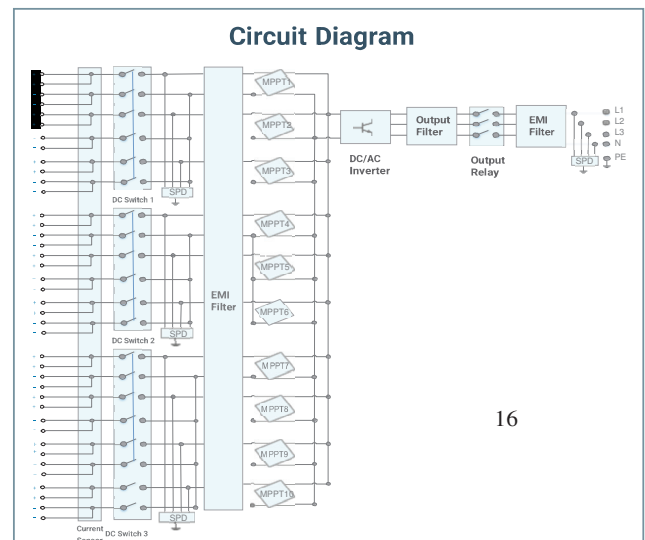 Circuit Diagram
MPPT1
MPPT2
MPPT3
SPD
DC Switch 1
MPPT4
MPPT5
MPPT6
SPD
DC Switch 2
EMI
Filter
MPPT7
MPPT8
MPPT9
MPPT10
SPD
Current
DC Switch 3
DC/AC
Inverter
Output
Filter
Output
Relay
EMI
Filter
SPD
L1
L2
L3
N
PE
16